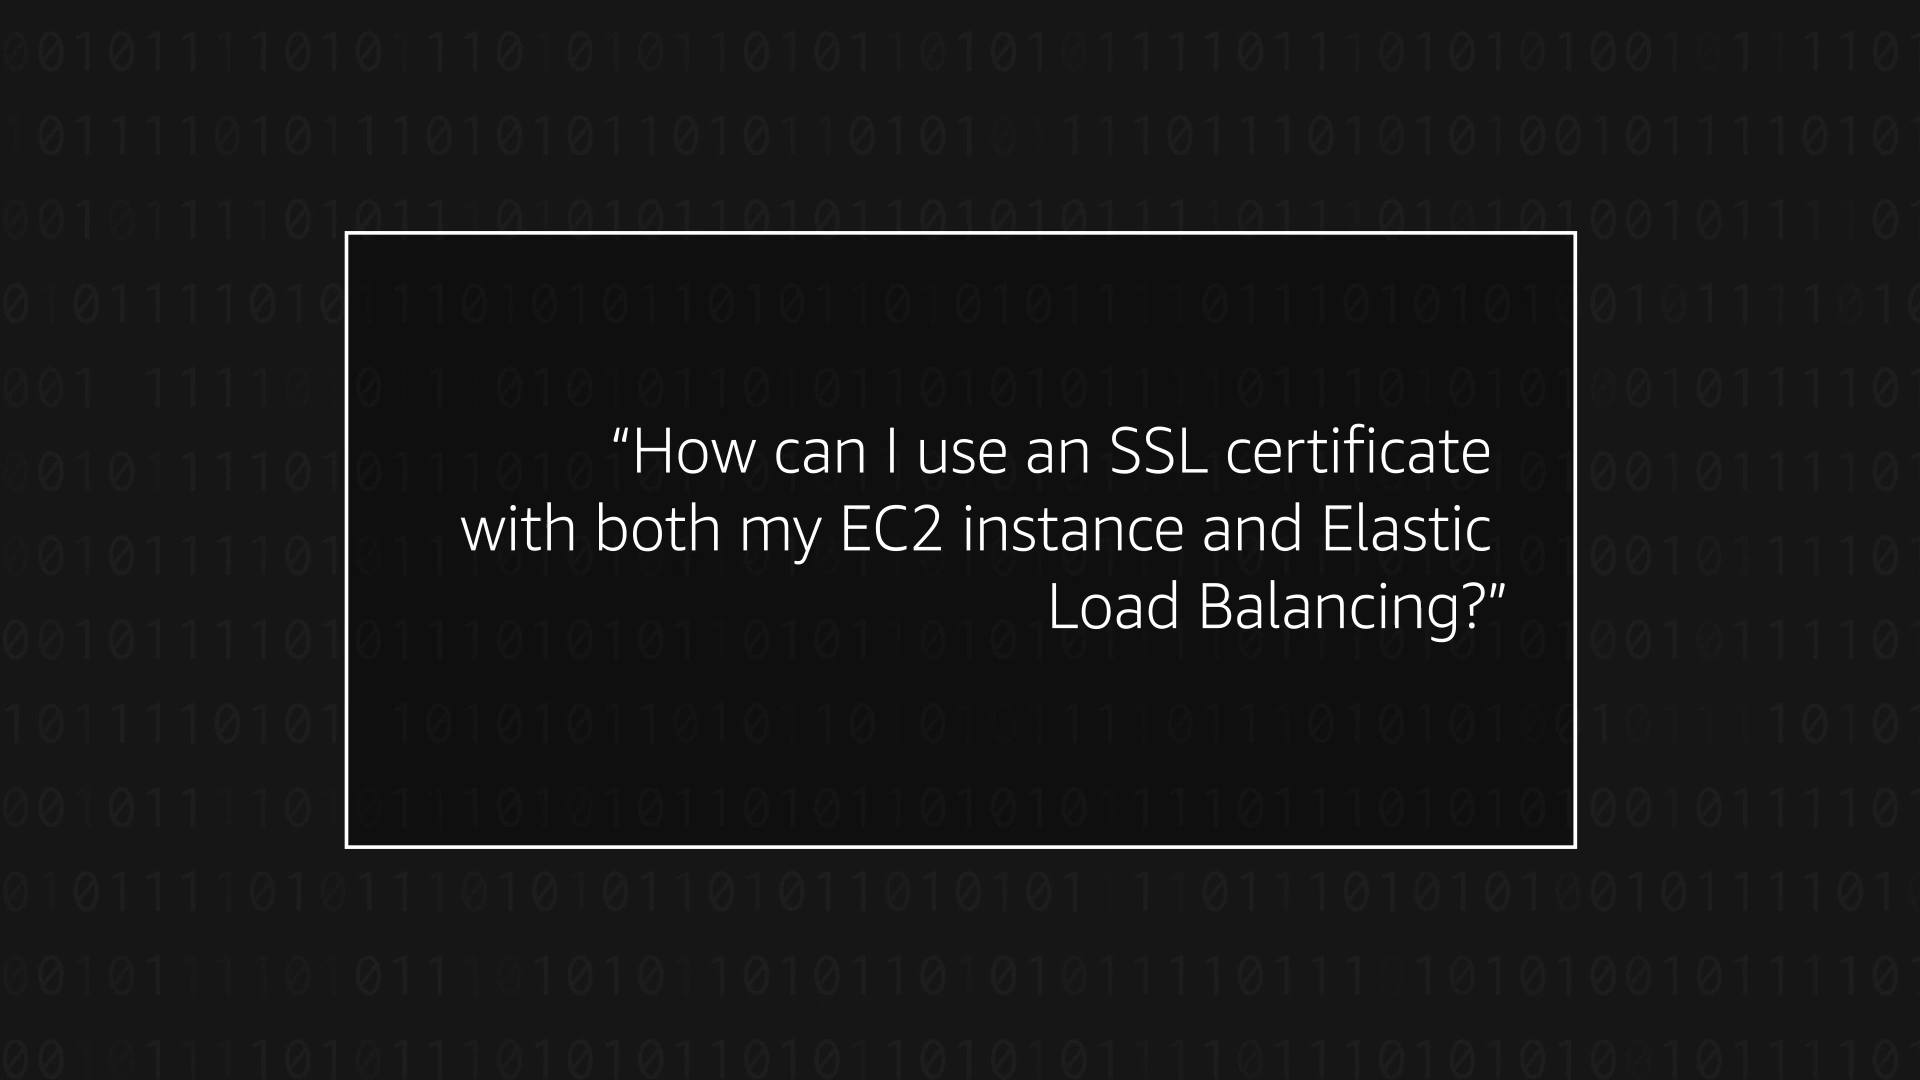 “How can I use an SSL certificate
with both my EC2 instance and Elastic
Load Balancing?”